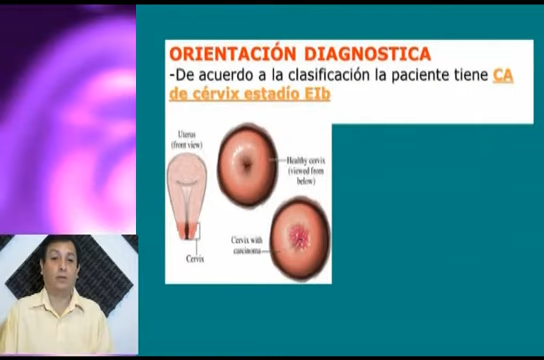 ORIENTACIÓN DIAGNOSTICA
-De acuerdo a la clasificación la paciente tiene CA
de cérvix estadío EIb
Uterus
(front view)
Healthy cervix
(viewed from
below)
Cervix with
carcinoma
Cervix